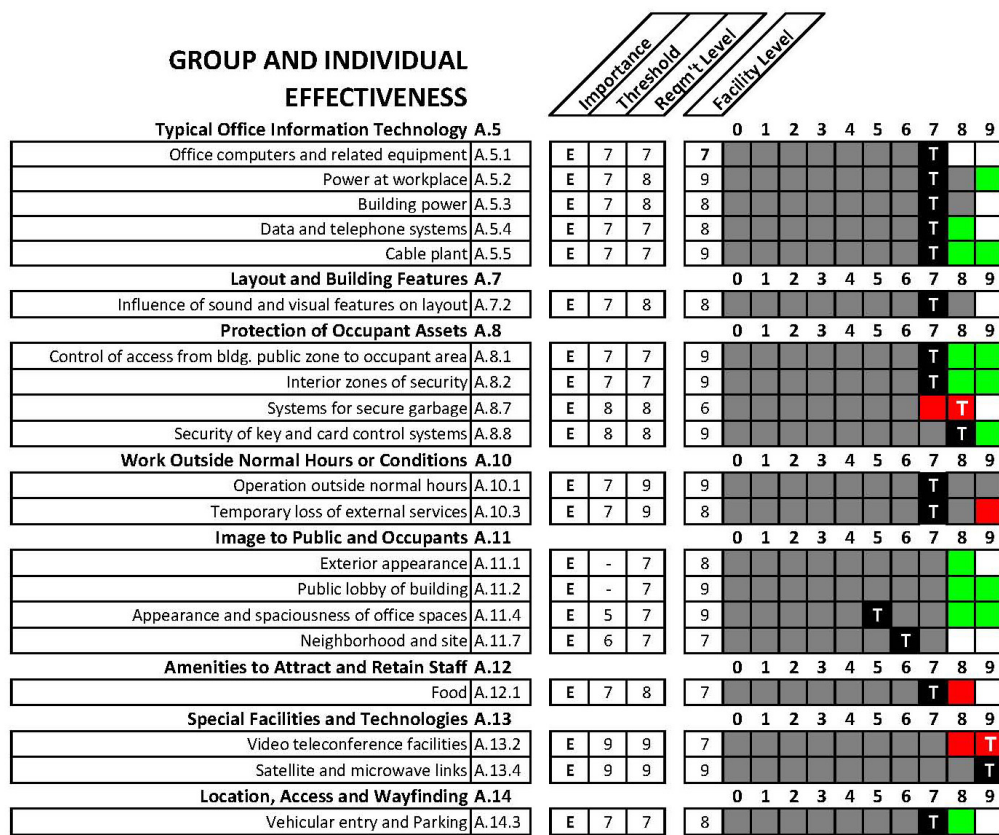 GROUP AND INDIVIDUAL
EFFECTIVENESS
Importance
Threshold
Reqm't Level
Facility Level
Typical Office Information Technology A.5 0 1 2 3 4 5 6 7 8 9
Office computers and related equipment A.5.1 E 7 7 7 T
Power at workplace A.5.2 E 7 8 9 T
Building power A.5.3 E 7 8 8 T
Data and telephone systems A.5.4 E 7 7 8 T
Cable plant A.5.5 E 7 7 9 T
Layout and Building Features A.7 0 1 2 3 4 5 6 7 8 9
Influence of sound and visual features on layout A.7.2 E 7 8 8 T
Protection of Occupant Assets A.8 0 1 2 3 4 5 6 7 8 9
Control of access from bldg. public zone to occupant area A.8.1 E 7 7 9 T
Interior zones of security A.8.2 E 7 7 9 T
Systems for secure garbage A.8.7 E 8 8 6 T
Security of key and card control systems A.8.8 E 8 8 9 T
Work Outside Normal Hours or Conditions A.10 0 1 2 3 4 5 6 7 8 9
Operation outside normal hours A.10.1 E 7 9 9 T
Temporary loss of external services A.10.3 E 7 9 8 T
Image to Public and Occupants A.11 0 1 2 3 4 5 6 7 8 9
Exterior appearance A.11.1 E - 7 8
Public lobby of building A.11.2 E - 7 9
Appearance and spaciousness of office spaces A.11.4 E 5 7 9 T
Neighborhood and site A.11.7 E 6 7 7 T
Amenities to Attract and Retain Staff A.12 0 1 2 3 4 5 6 7 8 9
Food A.12.1 E 7 8 7 T
Special Facilities and Technologies A.13 0 1 2 3 4 5 6 7 8 9
Video teleconference facilities A.13.2 E 9 9 7 T
Satellite and microwave links A.13.4 E 9 9 9 T
Location, Access and Wayfinding A.14 0 1 2 3 4 5 6 7 8 9
Vehicular entry and Parking A.14.3 E 7 7 8 T